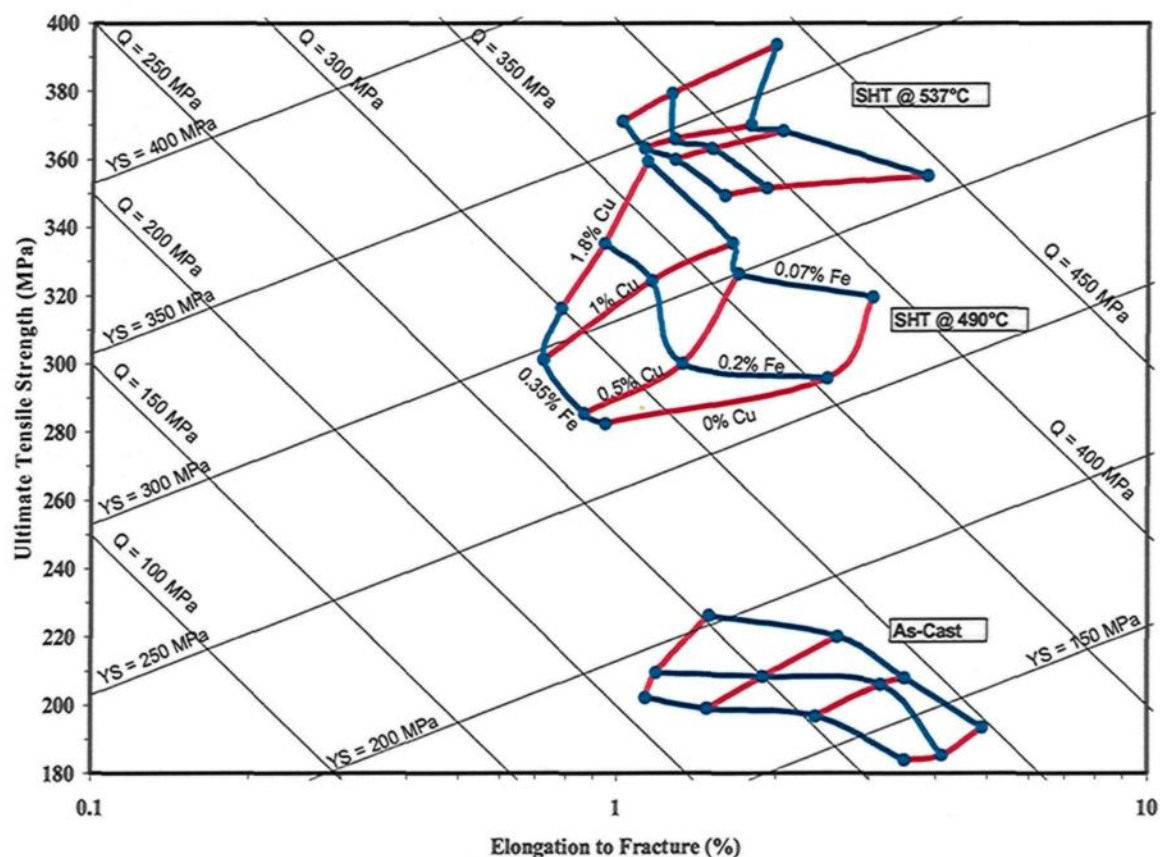 400
380
360
340
320
300
280
260
240
220
200
180
Ultimate Tensile Strength (MPa)
0.1
1
10
Elongation to Fracture (%)
Q = 250 MPa
Q = 300 MPa
Q = 350 MPa
YS = 400 MPa
Q = 200 MPa
YS = 350 MPa
Q = 150 MPa
YS = 300 MPa
Q = 100 MPa
YS = 250 MPa
YS = 200 MPa
SHT @ 537°C
Q = 450 MPa
1.8% Cu
1% Cu
0.07% Fe
SHT @ 490°C
0.35% Fe
0.5% Cu
0.2% Fe
0% Cu
Q = 400 MPa
As-Cast
YS = 150 MPa